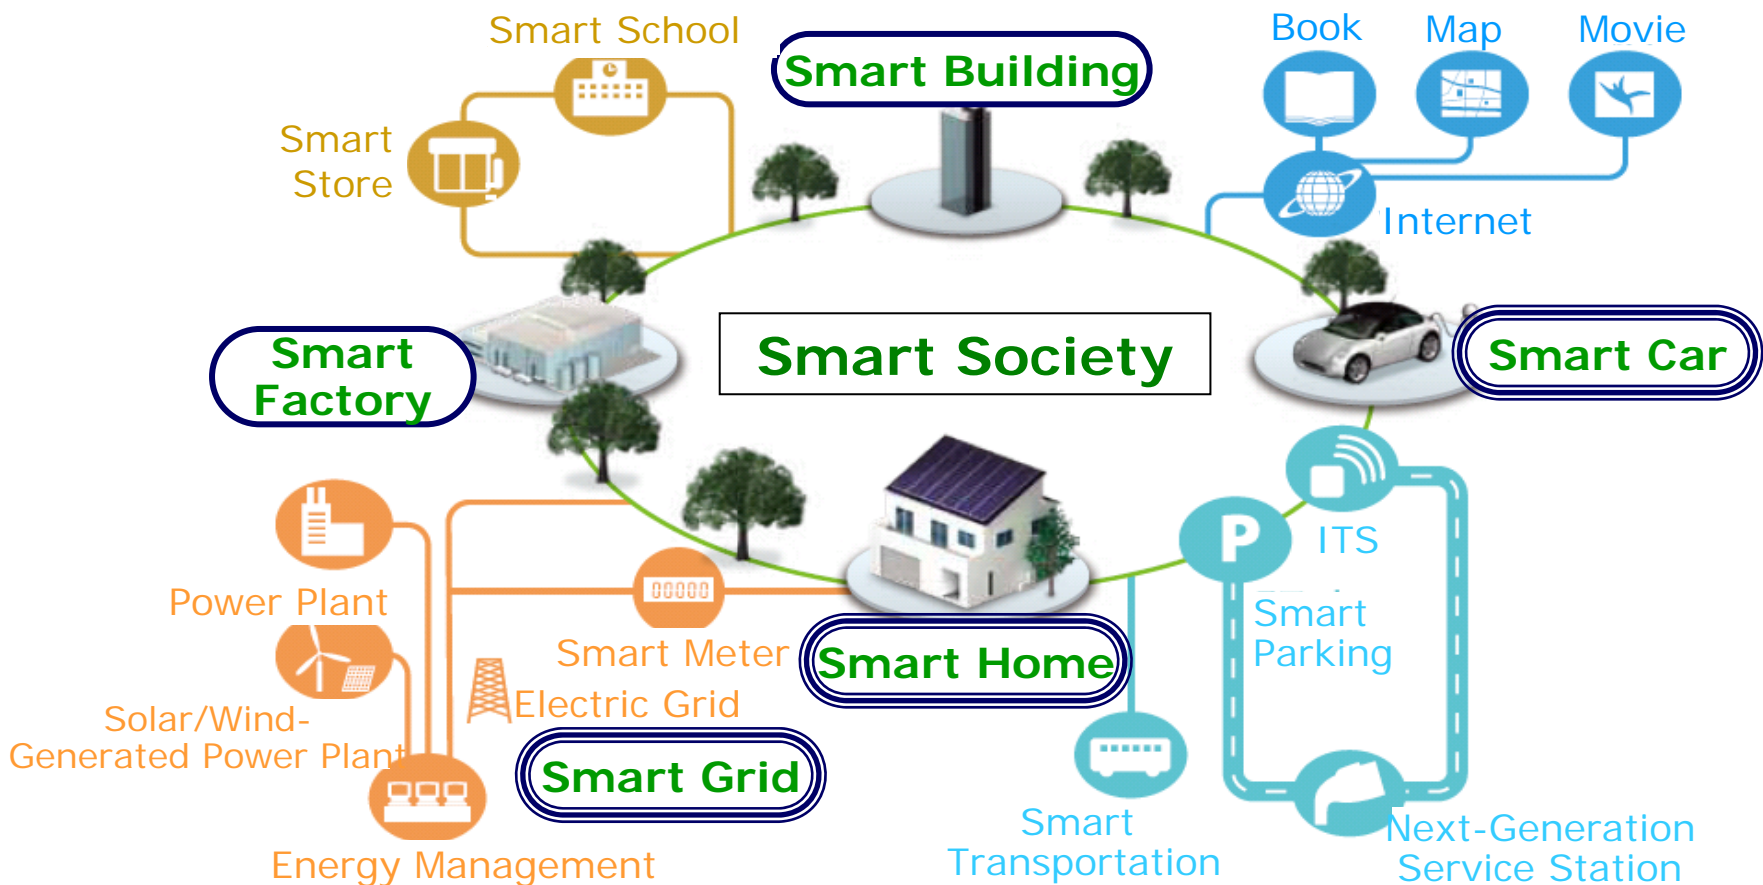 Smart School
Smart Building
Book
Map
Movie
Smart
Store
Internet
Smart
Factory
Smart Society
Smart Car
P
ITS
Smart
Parking
Power Plant
00000
Smart Meter
Smart Home
Electric Grid
Solar/Wind-
Generated Power Plant
Smart Grid
Energy Management
Smart
Transportation
Next-Generation
Service Station